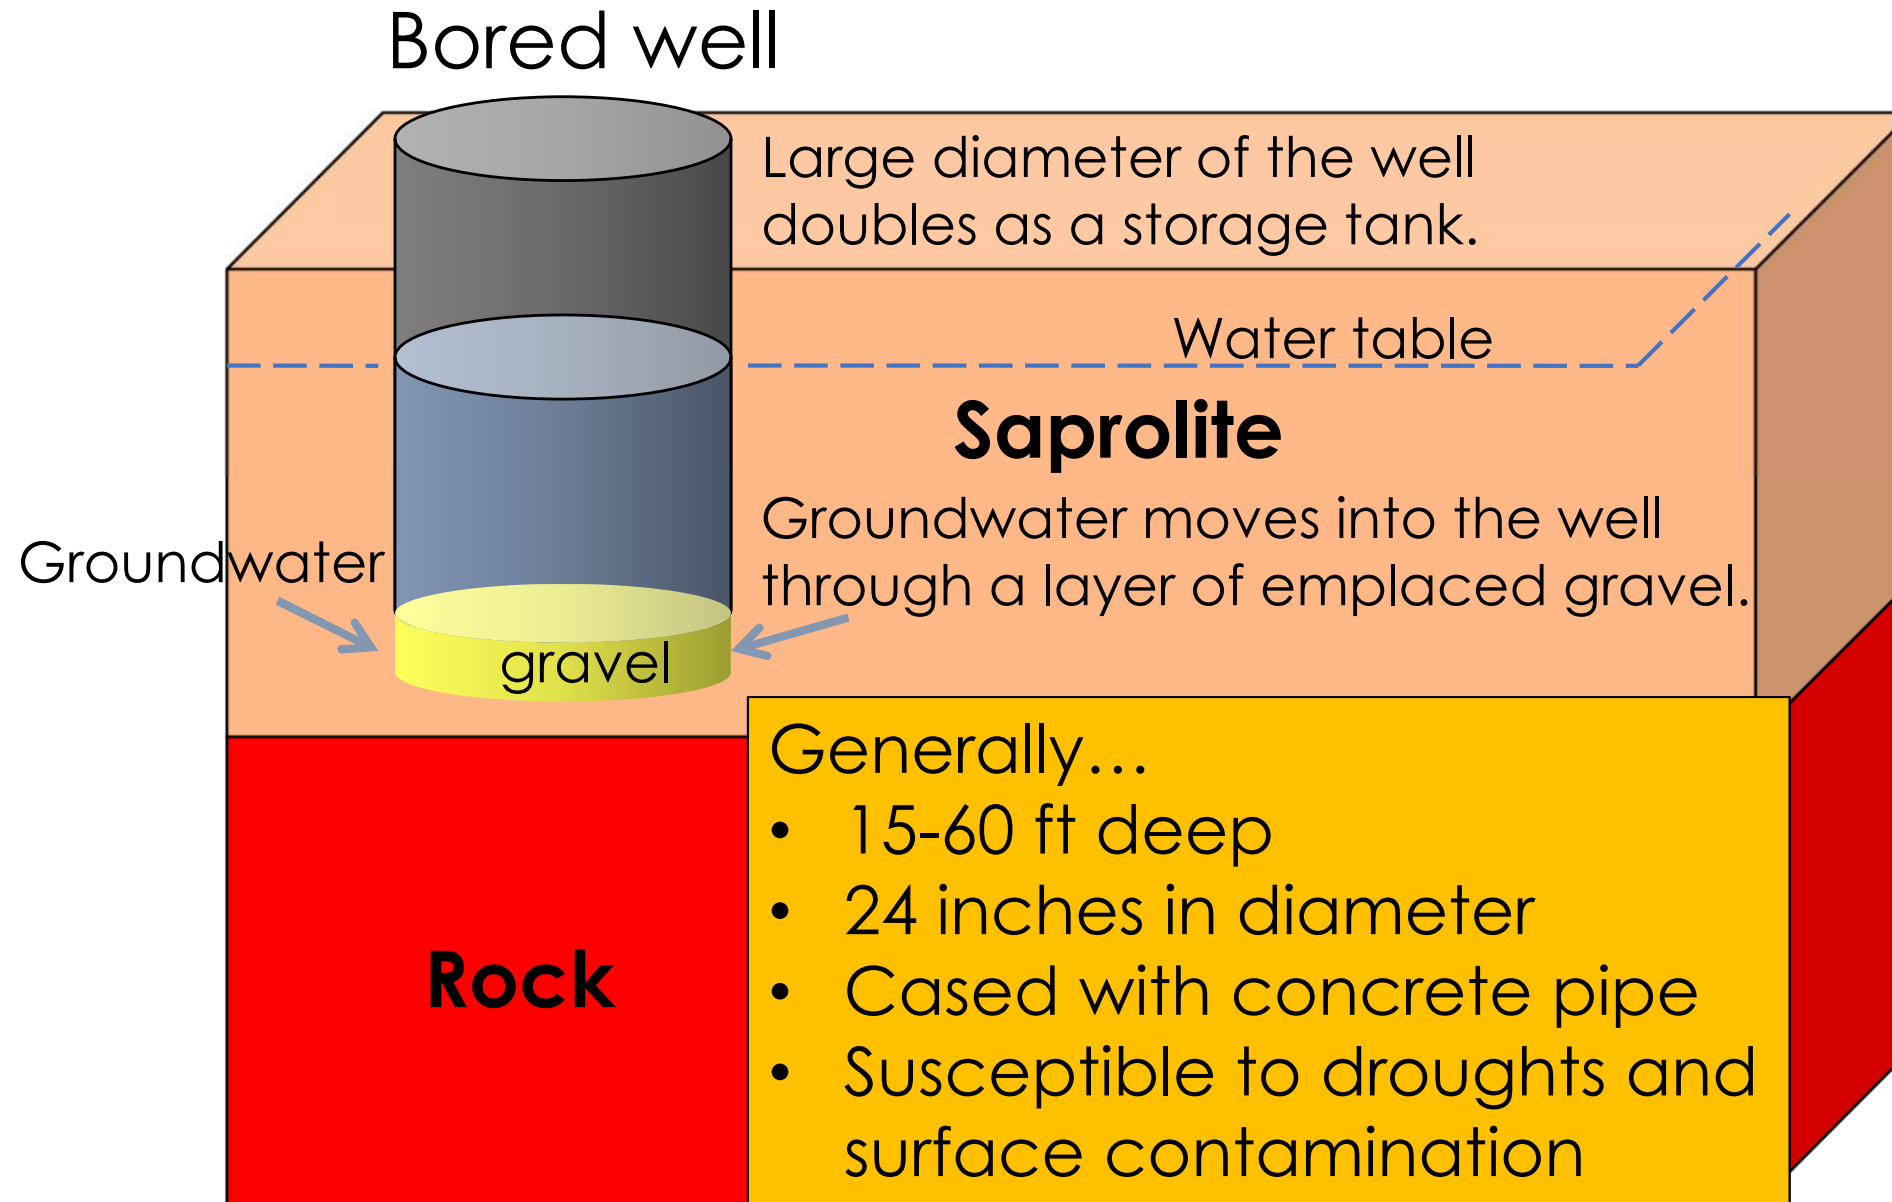 Bored well
Large diameter of the well
doubles as a storage tank.
Water table
Saprolite
Groundwater moves into the well
through a layer of emplaced gravel.
Groundwater
gravel
Generally…
• 15-60 ft deep
• 24 inches in diameter
• Cased with concrete pipe
• Susceptible to droughts and
surface contamination
Rock